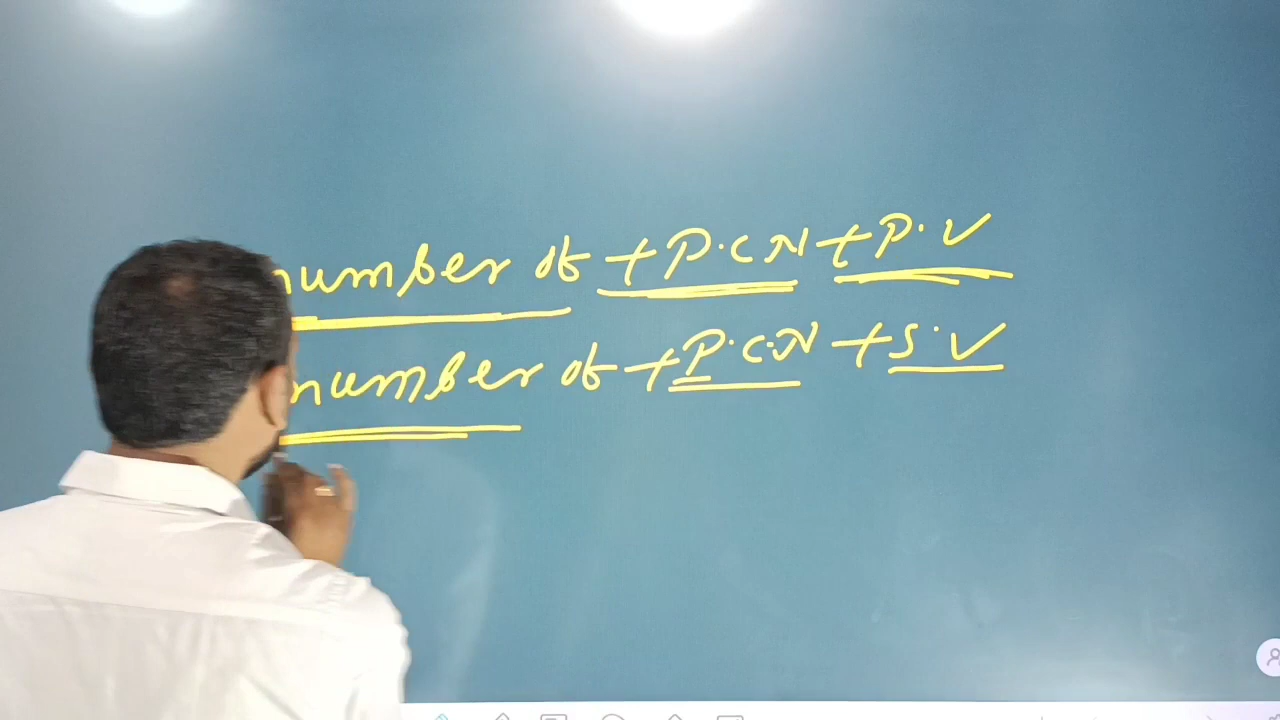 number of + P.C N + P.V
number of + P.C.N + S.V